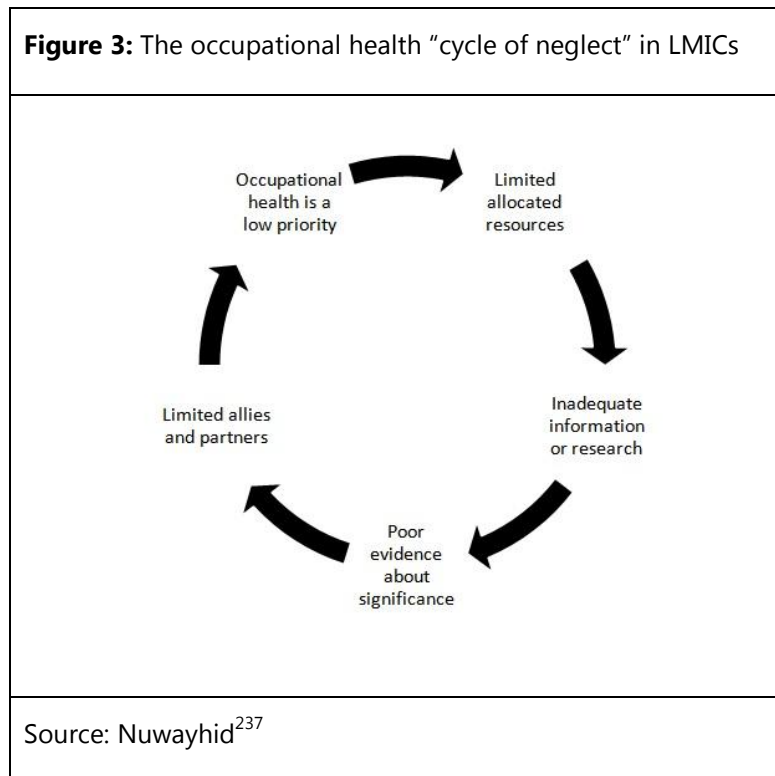 Figure 3: The occupational health “cycle of neglect” in LMICs
Occupational
health is a
low priority
Limited
allocated
resources
Inadequate
information
or research
Poor
evidence
about
significance
Limited allies
and partners
Source: Nuwayhid237